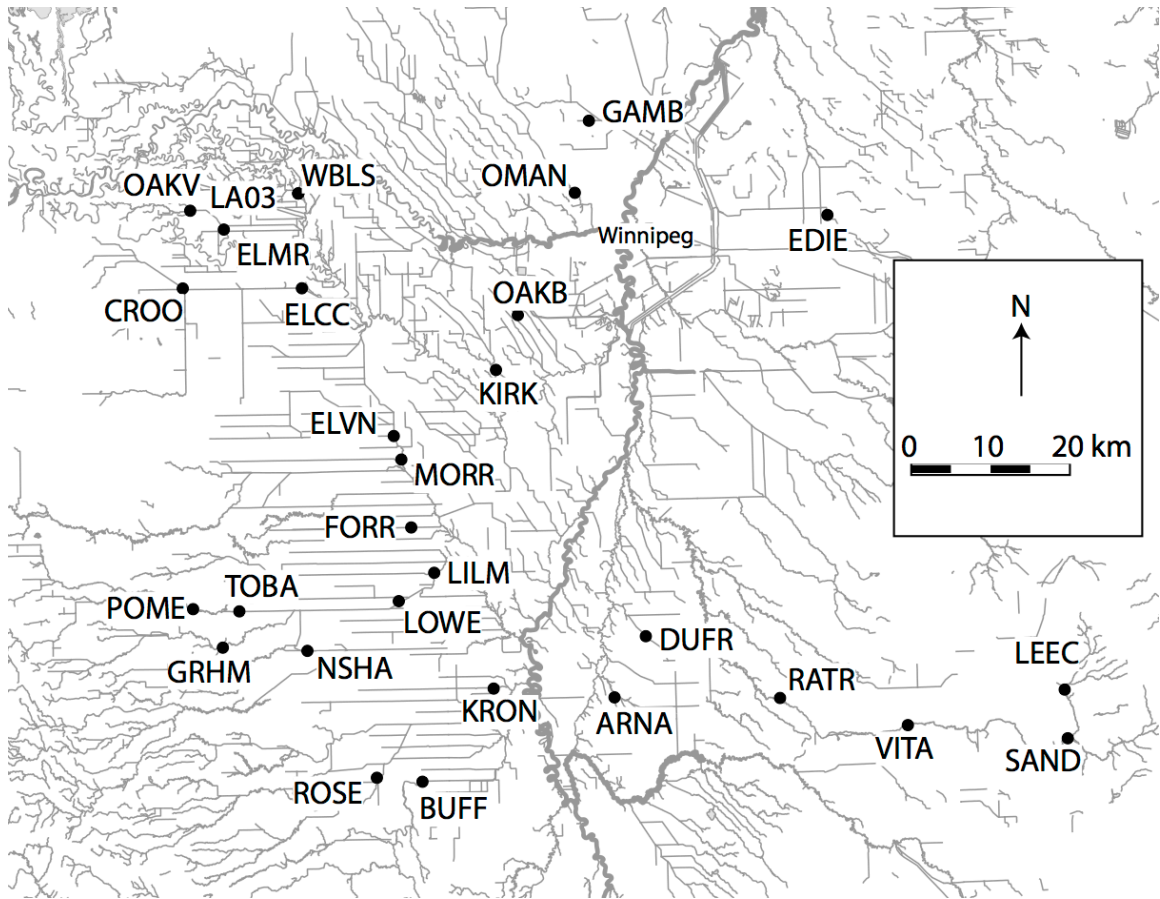 GAMB
OAKV
LA03
WBLS
OMAN
ELMR
Winnipeg
EDIE
CROO
ELCC
OAKB
N
KIRK
ELVN
0 10 20 km
MORR
FORR
LILM
TOBA
POME
LOWE
DUFR
GRHM
NSHA
LEEC
RATR
KRON
ARNA
VITA
SAND
ROSE
BUFF